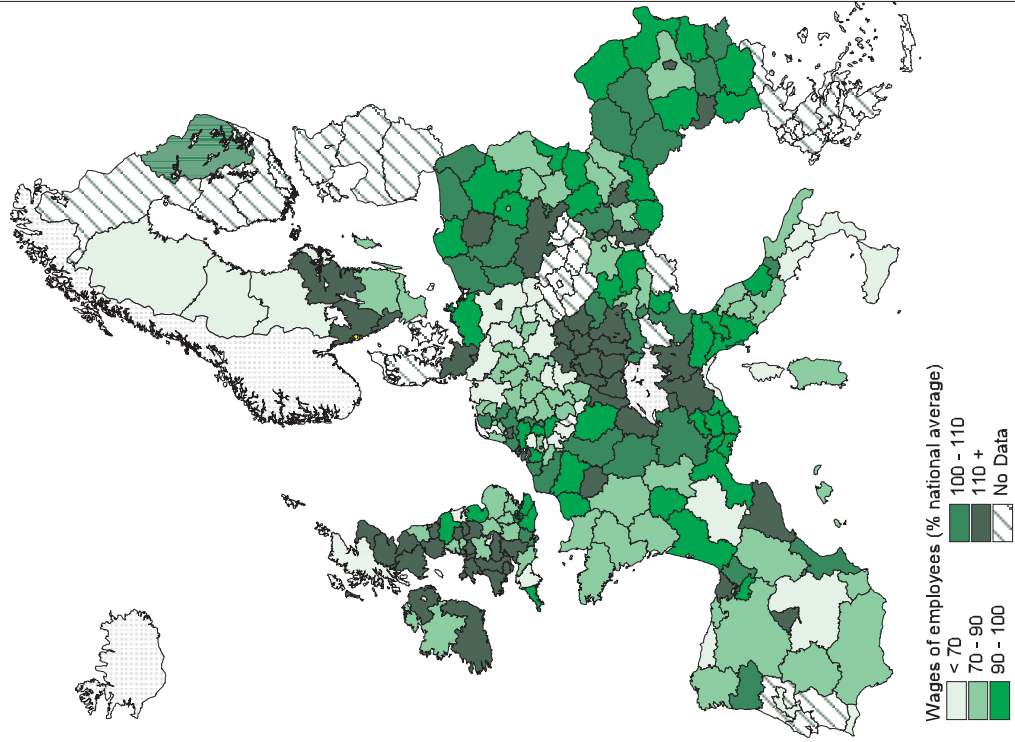 Wages of employees (% national average)
< 70
70 - 90
90 - 100
100 - 110
110 +
No Data